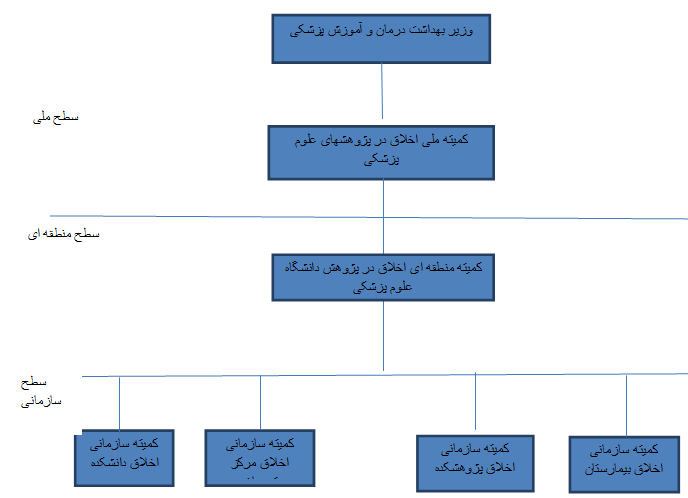 وزیر بهداشت درمان و آموزش پزشکی
سطح ملی
کمیته ملی اخلاق در پژوهشهای علوم
پزشکی
سطح منطقه ای
کمیته منطقه ای اخلاق در پژوهش دانشگاه
علوم پزشکی
سطح
سازمانی
کمیته سازمانی
اخلاق بیمارستان
کمیته سازمانی
اخلاق پژوهشکده
کمیته سازمانی
اخلاق مرکز
کمیته سازمانی
اخلاق دانشکده